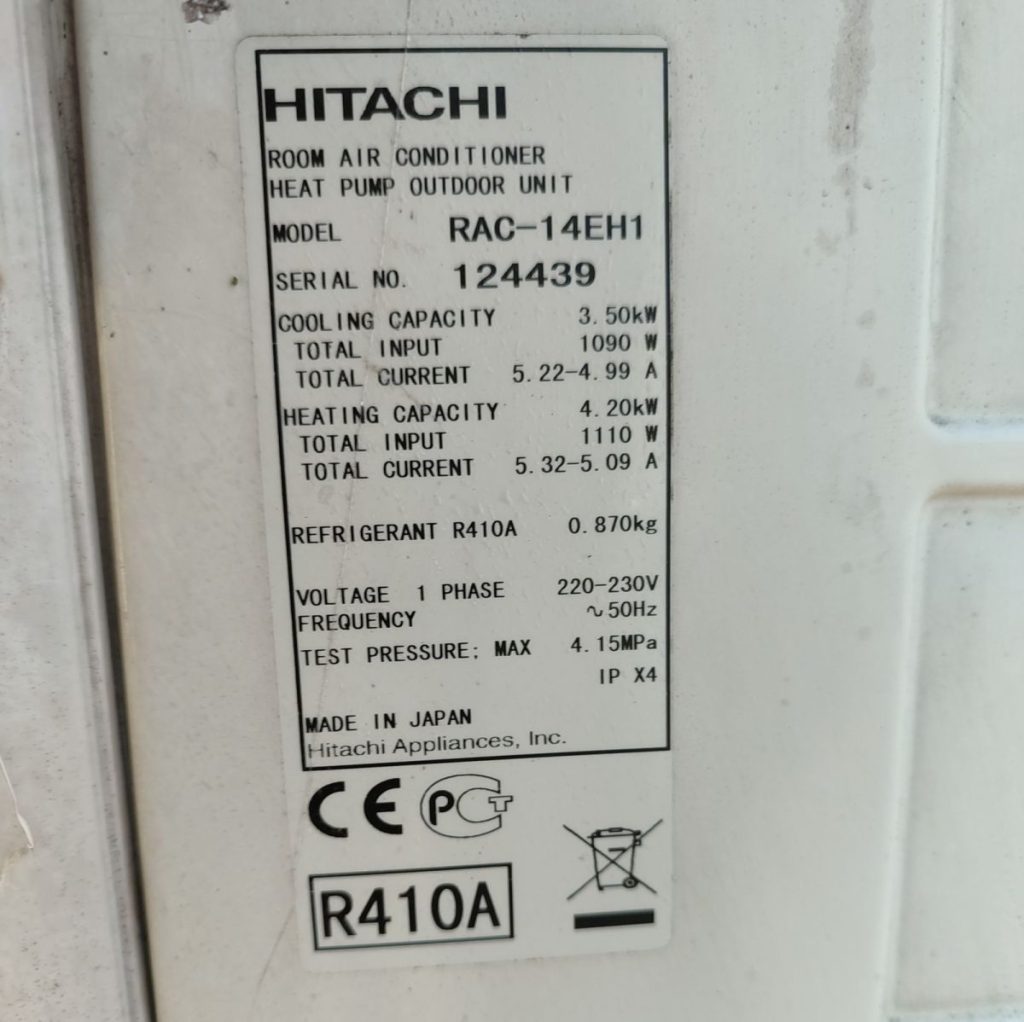 HITACHI
ROOM AIR CONDITIONER
HEAT PUMP OUTDOOR UNIT
MODEL RAC-14EH1
SERIAL NO. 124439
COOLING CAPACITY 3.50kW
TOTAL INPUT 1090 W
TOTAL CURRENT 5.22-4.99 A
HEATING CAPACITY 4.20kW
TOTAL INPUT 1110 W
TOTAL CURRENT 5.32-5.09 A
REFRIGERANT R410A 0.870kg
VOLTAGE 1 PHASE 220-230V
FREQUENCY ~50Hz
TEST PRESSURE: MAX 4.15MPa
IP X4
MADE IN JAPAN
Hitachi Appliances, Inc.
CE PCT
R410A